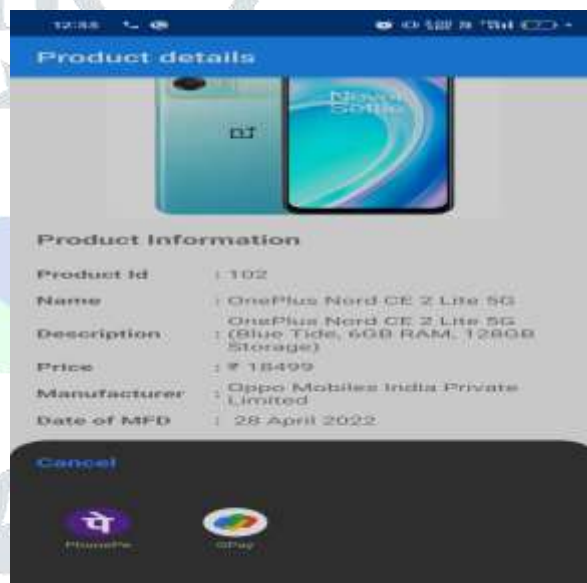 12:55
Product details
Never
Settle
Product Information
Product Id : 102
Name : OnePlus Nord CE 2 Lite 5G
Description : OnePlus Nord CE 2 Lite 5G
(Blue Tide, 6GB RAM, 128GB
Storage)
Price : ₹ 18499
Manufacturer : Oppo Mobiles India Private
Limited
Date of MFD : 28 April 2022
Cancel
पे
PhonePe
GPay